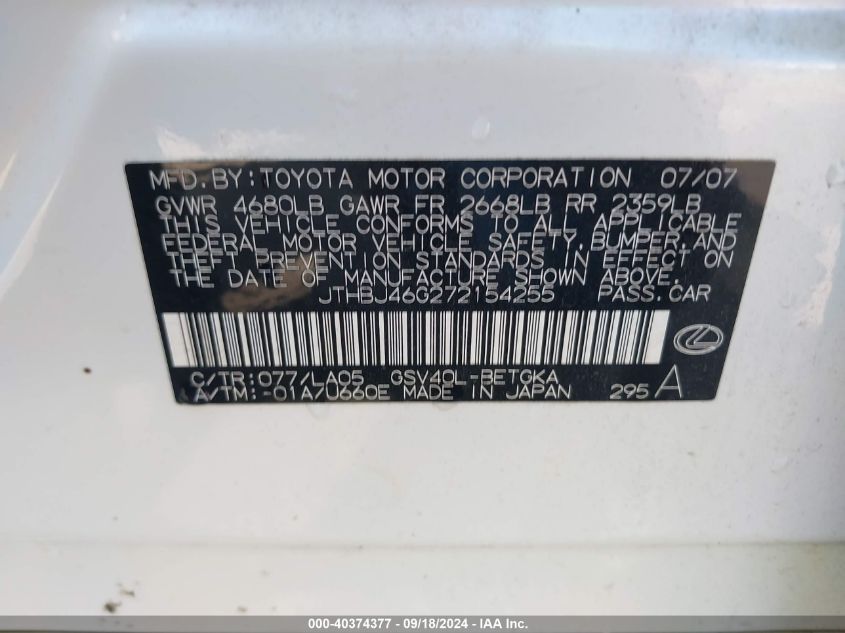 MFD. BY: TOYOTA MOTOR CORPORATION 07/07
GVWR 4680LB GAWR FR 2668LB RR 2359LB
THIS VEHICLE CONFORMS TO ALL APPLICABLE
FEDERAL MOTOR VEHICLE SAFETY, BUMPER, AND
THEFT PREVENTION STANDARDS IN EFFECT ON
THE DATE OF MANUFACTURE SHOWN ABOVE.
JTHBJ46G272154255 PASS. CAR
C/TR: 077/LA05 GSV40L-BETGKA
A/TM: -01A/U660E MADE IN JAPAN 295 A
000-40374377 - 09/18/2024 - IAA Inc.